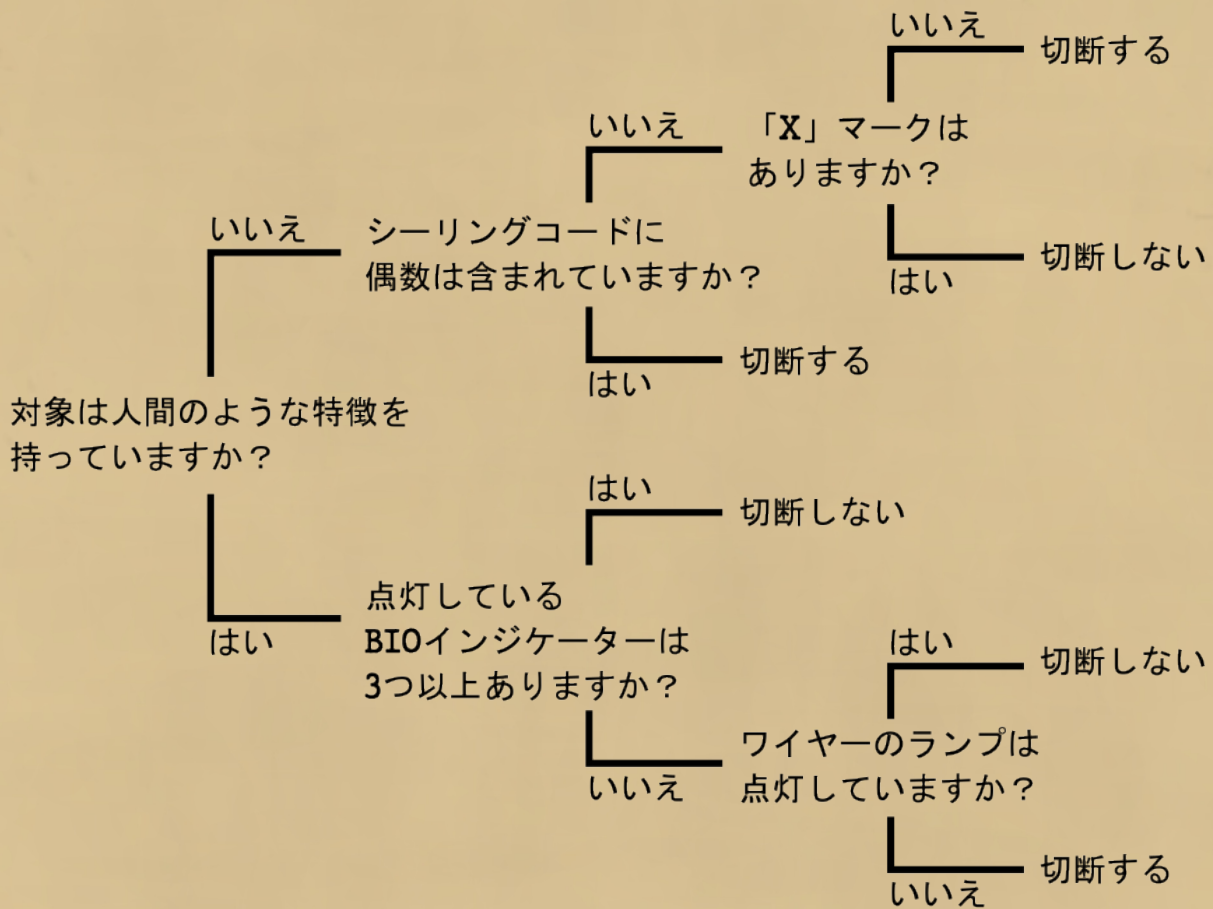 いいえ
切断する
いいえ
「X」マークは
ありますか？
いいえ
シーリングコードに
偶数は含まれていますか？
はい
切断しない
はい
切断する
対象は人間のような特徴を
持っていますか？
はい
切断しない
はい
点灯している
BIOインジケーターは
3つ以上ありますか？
はい
切断しない
いいえ
ワイヤーのランプは
点灯していますか？
いいえ
切断する